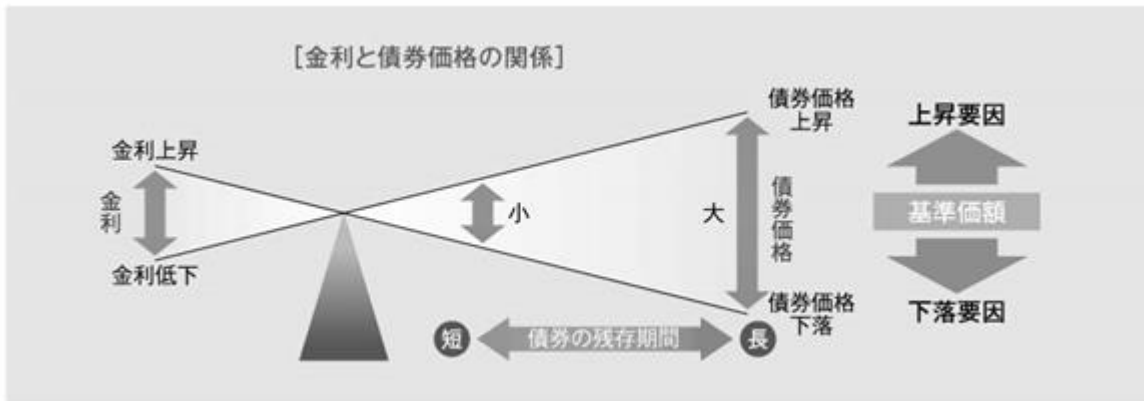 [金利と債券価格の関係]
金利上昇
金利
金利低下
小
大
債券価格
上昇
債券価格
債券価格
下落
短
債券の残存期間
長
上昇要因
基準価額
下落要因